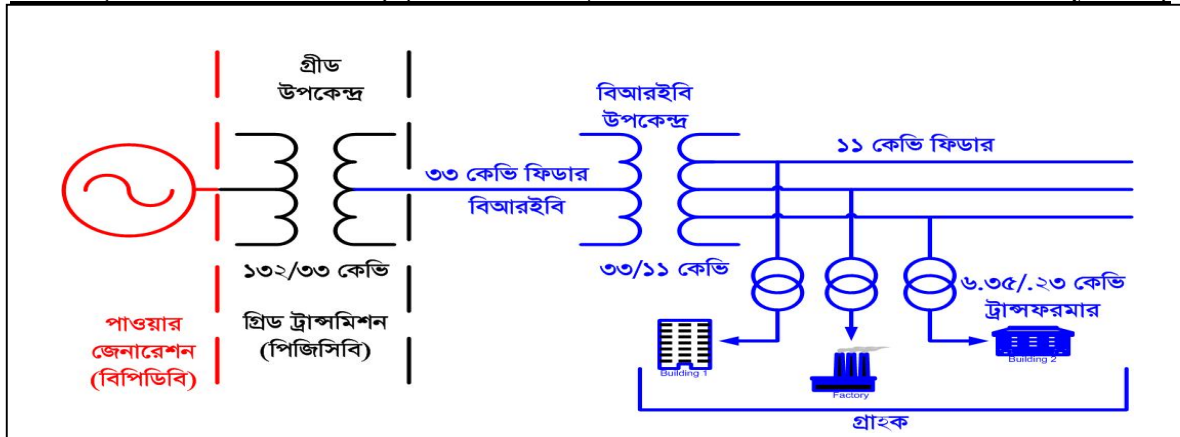 গ্রীড
উপকেন্দ্র
বিআরইবি
উপকেন্দ্র
১১ কেভি ফিডার
৩৩ কেভি ফিডার
বিআরইবি
১৩২/৩৩ কেভি
৩৩/১১ কেভি
৬.৩৫/.২৩ কেভি
ট্রান্সফরমার
পাওয়ার
জেনারেশন
(বিপিডিবি)
গ্রিড ট্রান্সমিশন
(পিজিসিবি)
Building 1
Factory
Building 2
গ্রাহক